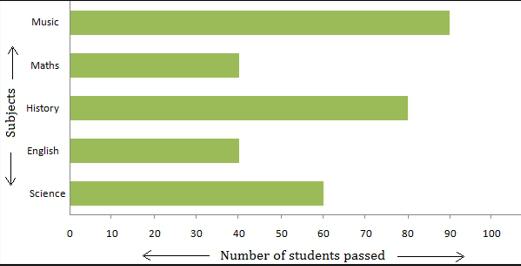 Music
Maths
History
English
Science
Subjects
0 10 20 30 40 50 60 70 80 90 100
Number of students passed